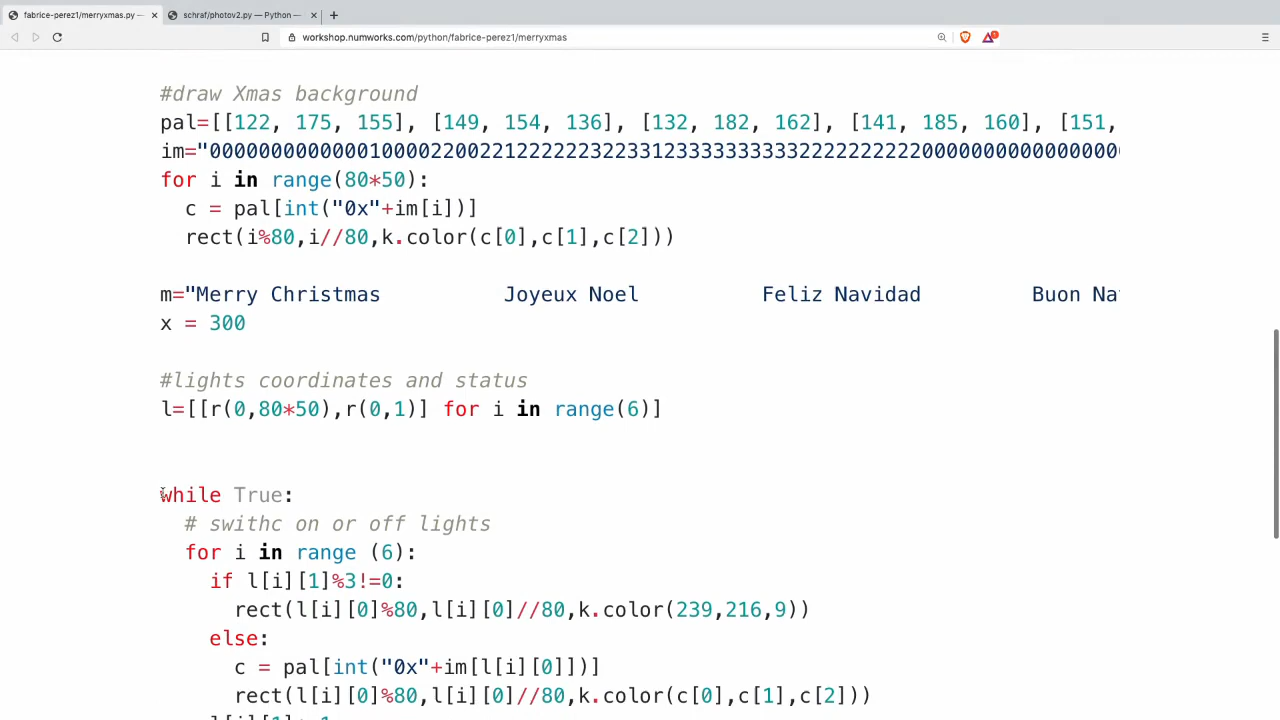 fabrice-perez1/merryxmas.py —
schraf/photov2.py — Python —
workshop.numworks.com/python/fabrice-perez1/merryxmas
#draw Xmas background
pal=[[122, 175, 155], [149, 154, 136], [132, 182, 162], [141, 185, 160], [151,
im="0000000000000100002200221222222322331233333333332222222222000000000000000
for i in range(80*50):
c = pal[int("0x"+im[i])]
rect(i%80,i//80,k.color(c[0],c[1],c[2]))
m="Merry Christmas Joyeux Noel Feliz Navidad Buon Na
x = 300
#lights coordinates and status
l=[[r(0,80*50),r(0,1)] for i in range(6)]
while True:
# swithc on or off lights
for i in range (6):
if l[i][1]%3!=0:
rect(l[i][0]%80,l[i][0]//80,k.color(239,216,9))
else:
c = pal[int("0x"+im[l[i][0]])]
rect(l[i][0]%80,l[i][0]//80,k.color(c[0],c[1],c[2]))